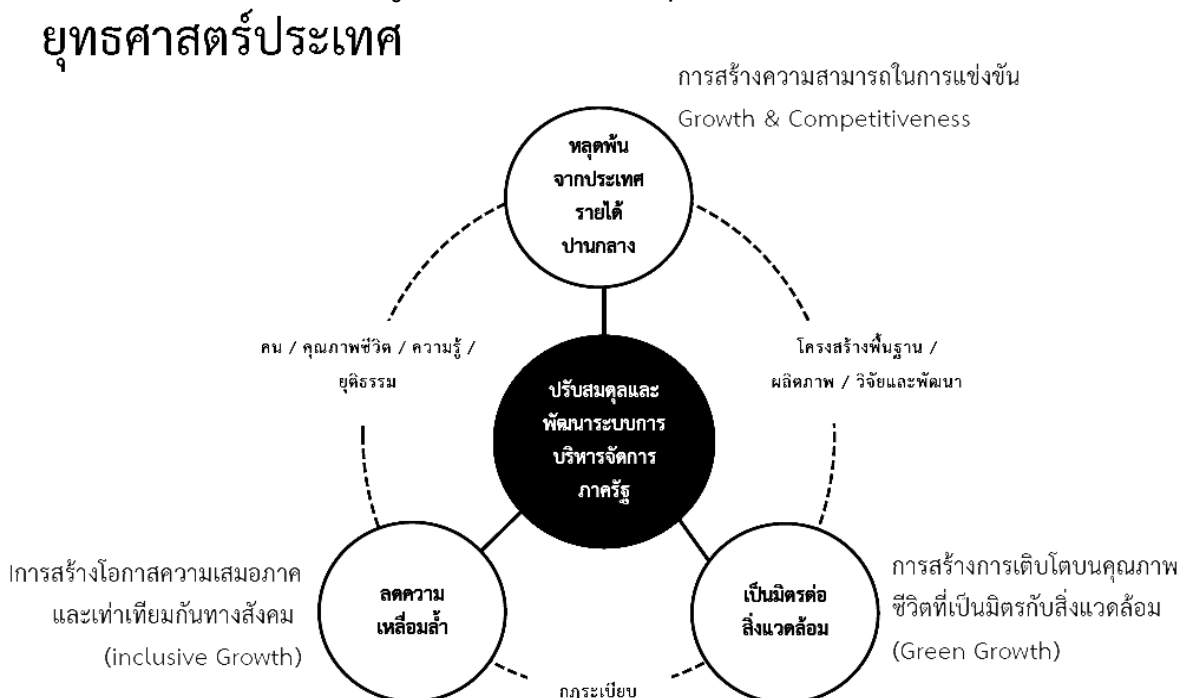 ยุทธศาสตร์ประเทศ
การสร้างความสามารถในการแข่งขัน
Growth & Competitiveness
หลุดพ้น
จากประเทศ
รายได้
ปานกลาง
คน / คุณภาพชีวิต / ความรู้ /
ยุติธรรม
โครงสร้างพื้นฐาน /
ผลิตภาพ / วิจัยและพัฒนา
ปรับสมดุลและ
พัฒนาระบบการ
บริหารจัดการ
ภาครัฐ
การสร้างโอกาสความเสมอภาค
และเท่าเทียมกันทางสังคม
(inclusive Growth)
ลดความ
เหลื่อมล้ำ
เป็นมิตรต่อ
สิ่งแวดล้อม
การสร้างการเติบโตบนคุณภาพ
ชีวิตที่เป็นมิตรกับสิ่งแวดล้อม
(Green Growth)
กฎระเบียบ